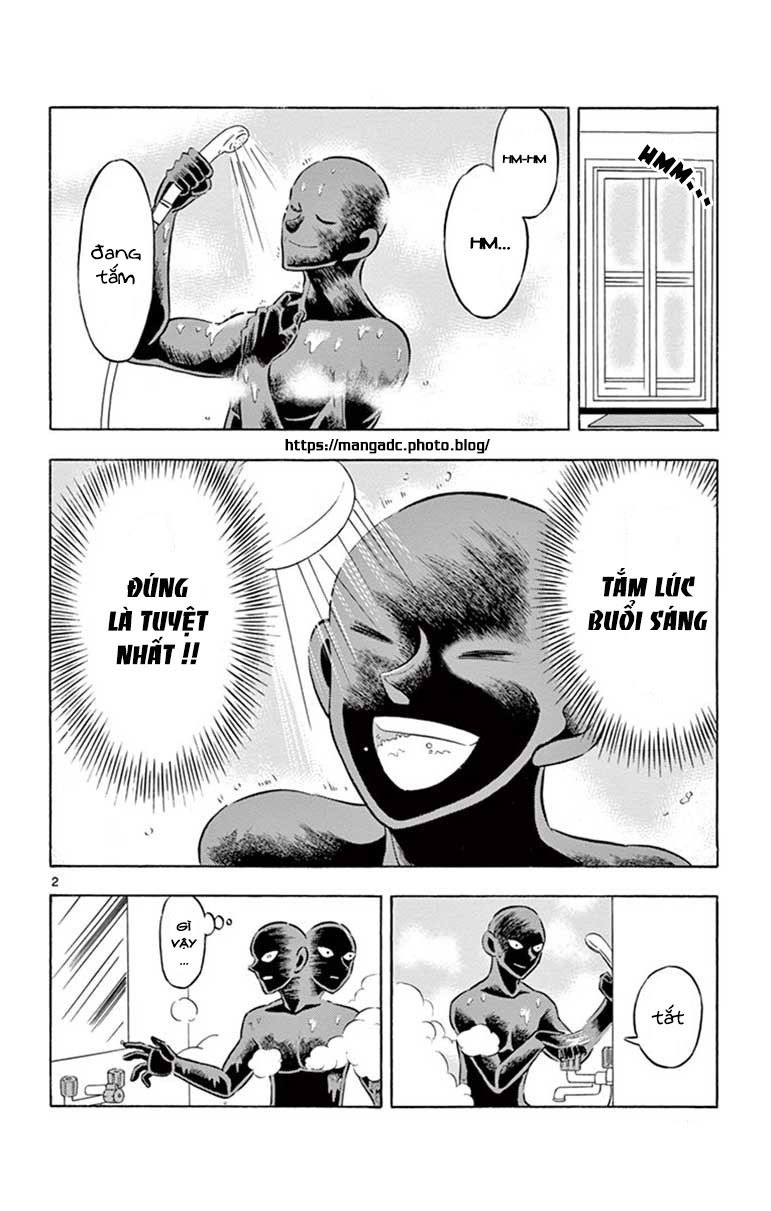 HMM...
HM-HM
HM...
đang
tắm
https://mangadc.photo.blog/
TẮM LÚC
BUỔI SÁNG
ĐÚNG
LÀ TUYỆT
NHẤT !!
2
tắt
GÌ
VẬY
...